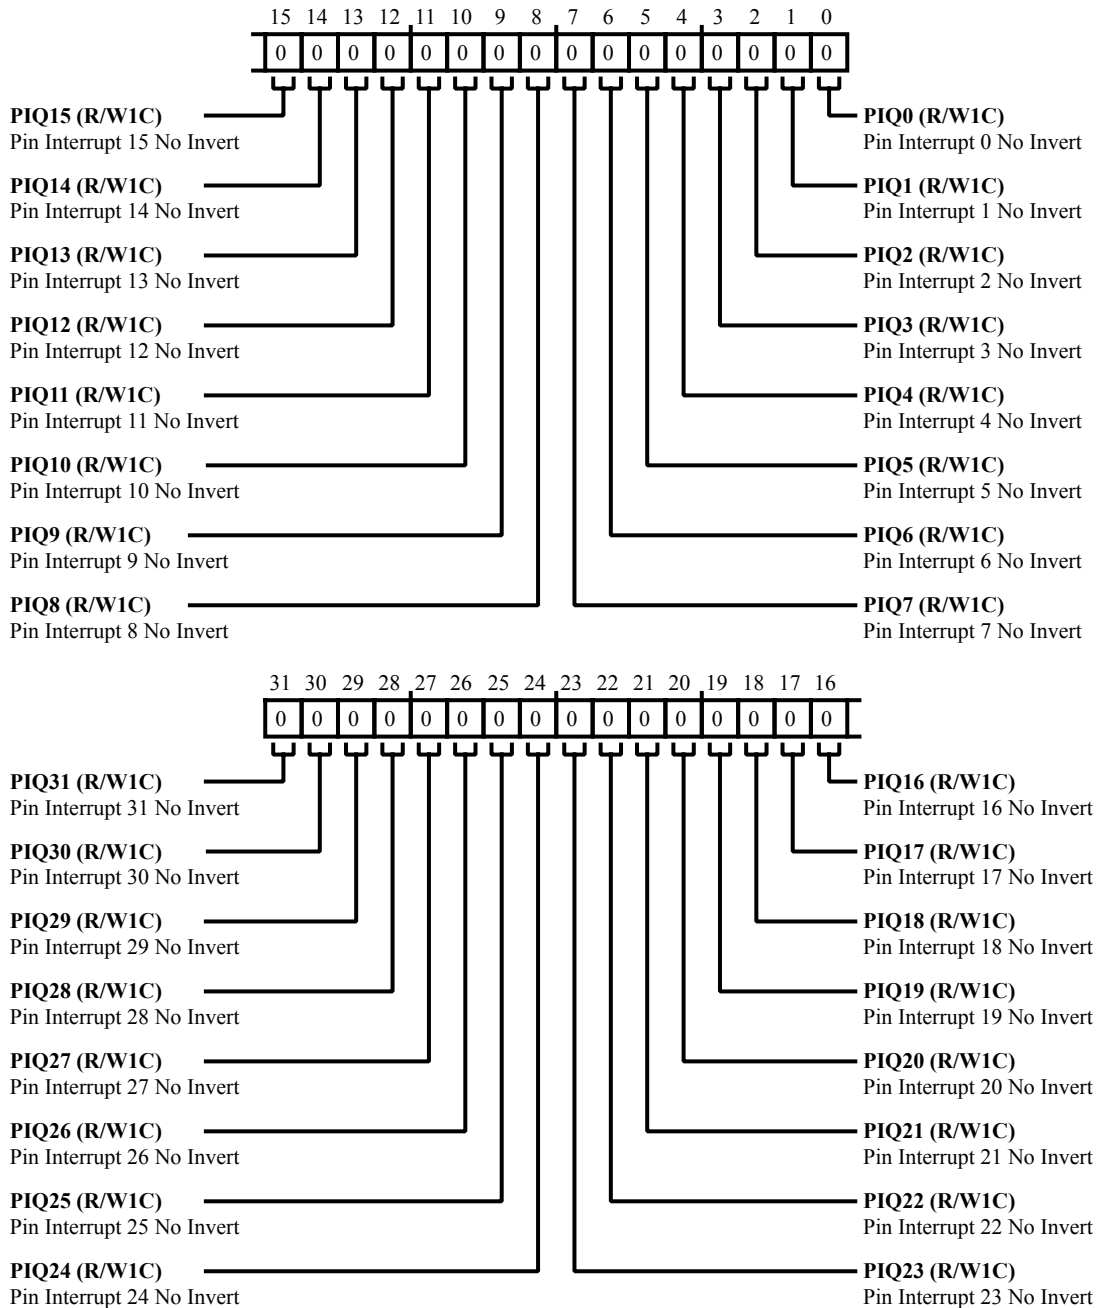 15 14 13 12 11 10 9 8 7 6 5 4 3 2 1 0
0 0 0 0 0 0 0 0 0 0 0 0 0 0 0 0
PIQ15 (R/W1C)
Pin Interrupt 15 No Invert
PIQ14 (R/W1C)
Pin Interrupt 14 No Invert
PIQ13 (R/W1C)
Pin Interrupt 13 No Invert
PIQ12 (R/W1C)
Pin Interrupt 12 No Invert
PIQ11 (R/W1C)
Pin Interrupt 11 No Invert
PIQ10 (R/W1C)
Pin Interrupt 10 No Invert
PIQ9 (R/W1C)
Pin Interrupt 9 No Invert
PIQ8 (R/W1C)
Pin Interrupt 8 No Invert
PIQ0 (R/W1C)
Pin Interrupt 0 No Invert
PIQ1 (R/W1C)
Pin Interrupt 1 No Invert
PIQ2 (R/W1C)
Pin Interrupt 2 No Invert
PIQ3 (R/W1C)
Pin Interrupt 3 No Invert
PIQ4 (R/W1C)
Pin Interrupt 4 No Invert
PIQ5 (R/W1C)
Pin Interrupt 5 No Invert
PIQ6 (R/W1C)
Pin Interrupt 6 No Invert
PIQ7 (R/W1C)
Pin Interrupt 7 No Invert
31 30 29 28 27 26 25 24 23 22 21 20 19 18 17 16
0 0 0 0 0 0 0 0 0 0 0 0 0 0 0 0
PIQ31 (R/W1C)
Pin Interrupt 31 No Invert
PIQ30 (R/W1C)
Pin Interrupt 30 No Invert
PIQ29 (R/W1C)
Pin Interrupt 29 No Invert
PIQ28 (R/W1C)
Pin Interrupt 28 No Invert
PIQ27 (R/W1C)
Pin Interrupt 27 No Invert
PIQ26 (R/W1C)
Pin Interrupt 26 No Invert
PIQ25 (R/W1C)
Pin Interrupt 25 No Invert
PIQ24 (R/W1C)
Pin Interrupt 24 No Invert
PIQ16 (R/W1C)
Pin Interrupt 16 No Invert
PIQ17 (R/W1C)
Pin Interrupt 17 No Invert
PIQ18 (R/W1C)
Pin Interrupt 18 No Invert
PIQ19 (R/W1C)
Pin Interrupt 19 No Invert
PIQ20 (R/W1C)
Pin Interrupt 20 No Invert
PIQ21 (R/W1C)
Pin Interrupt 21 No Invert
PIQ22 (R/W1C)
Pin Interrupt 22 No Invert
PIQ23 (R/W1C)
Pin Interrupt 23 No Invert